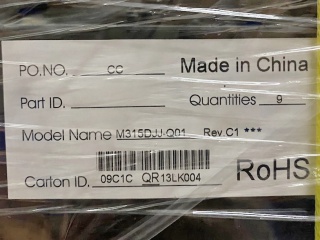 PO.NO. CC Made in China
Part ID. Quantities 9
Model Name M315DJJ-Q01 Rev.C1 ***
Carton ID. 09C1C QR13LK004 RoHS